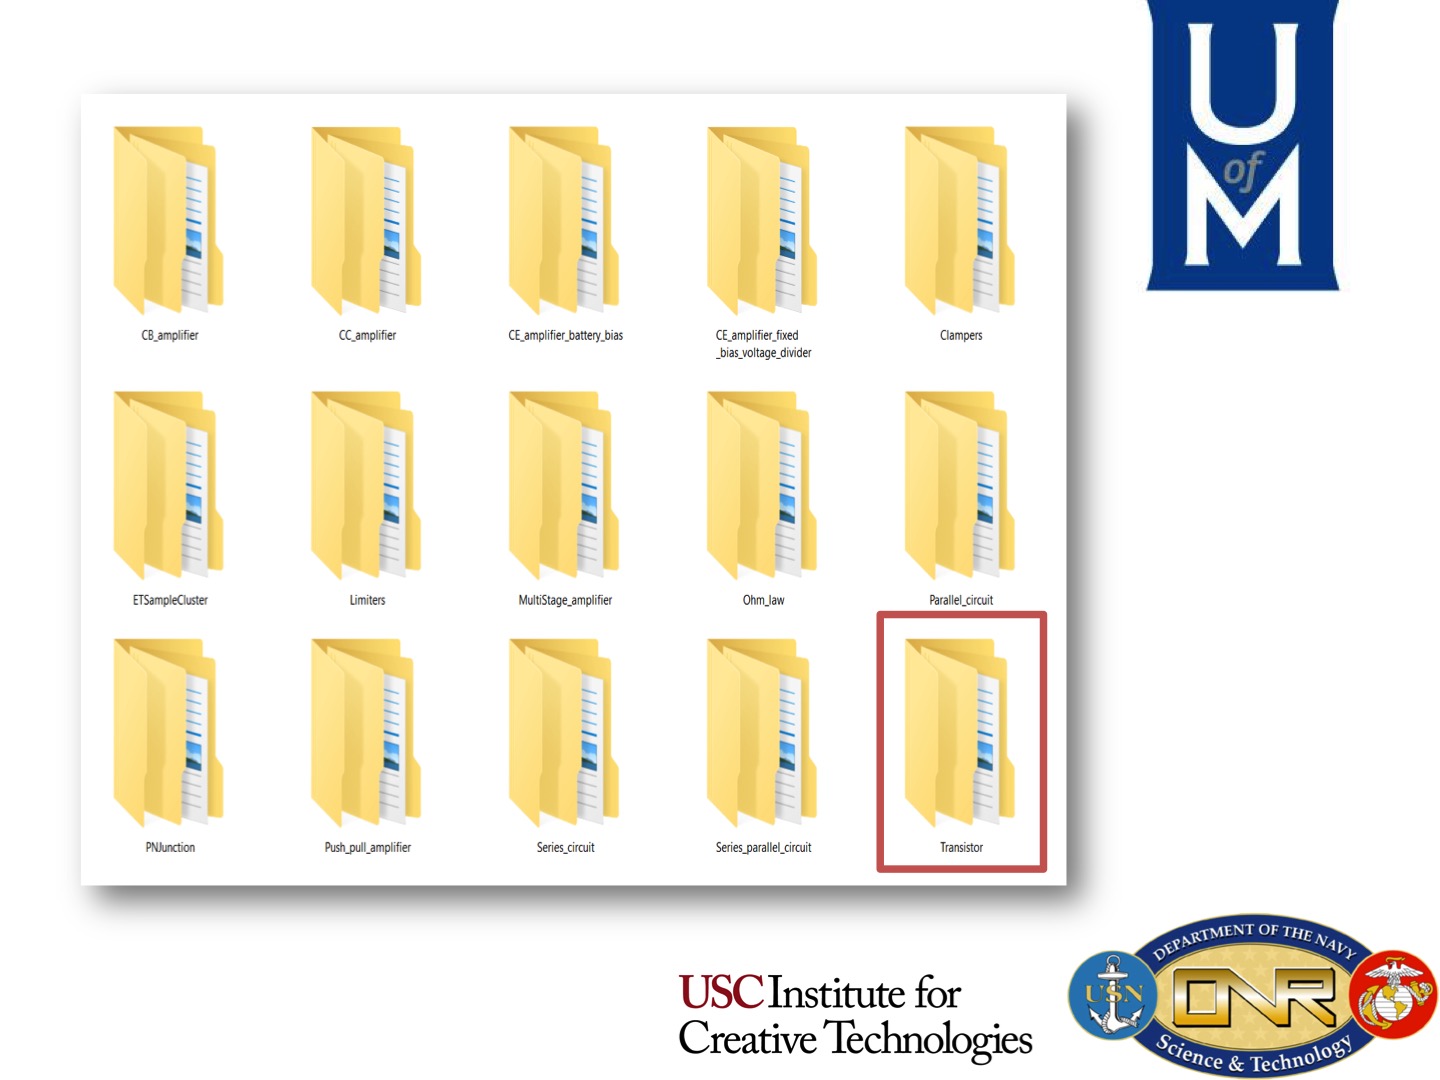 U
of
M
CB_amplifier
CC_amplifier
CE_amplifier_battery_bias
CE_amplifier_fixed
_bias_voltage_divider
Clampers
ETSampleCluster
Limiters
MultiStage_amplifier
Ohm_law
Parallel_circuit
PNJunction
Push_pull_amplifier
Series_circuit
Series_parallel_circuit
Transistor
USC Institute for
Creative Technologies
DEPARTMENT OF THE NAVY
USN
ONR
Science & Technology